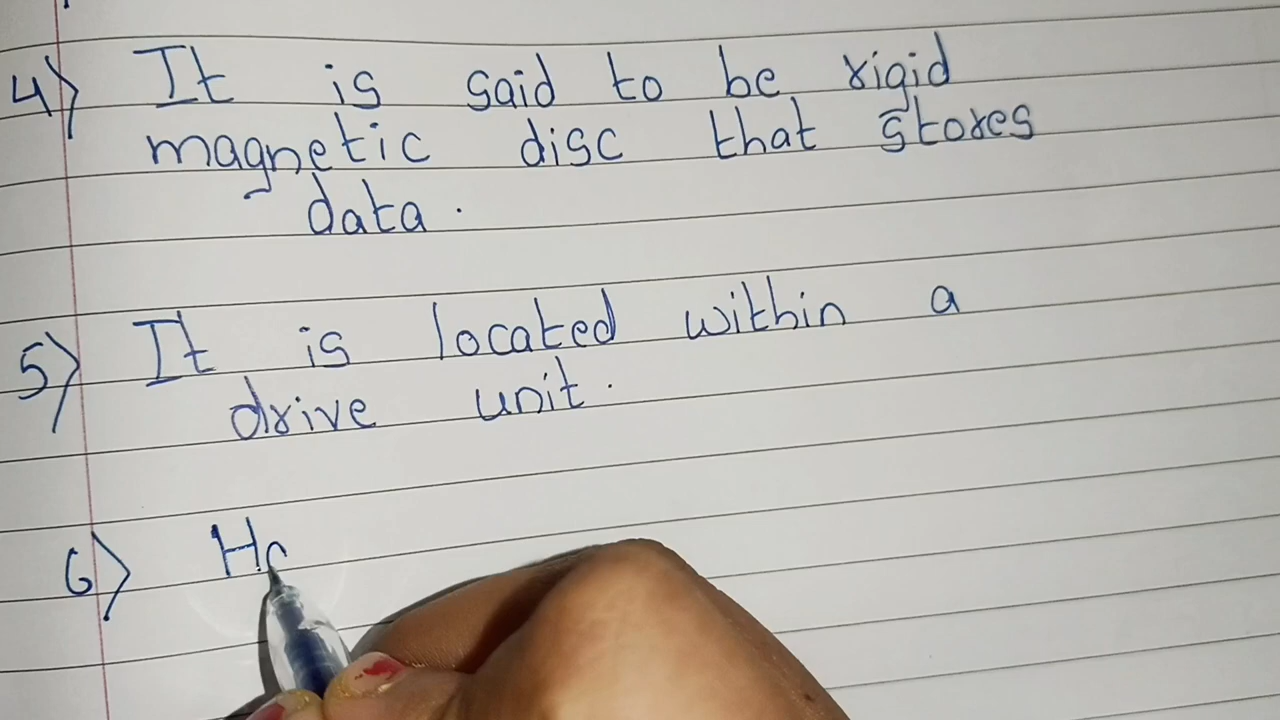 4) It is said to be rigid
magnetic disc that stores
data.
5) It is located within a
drive unit.
6) Ha